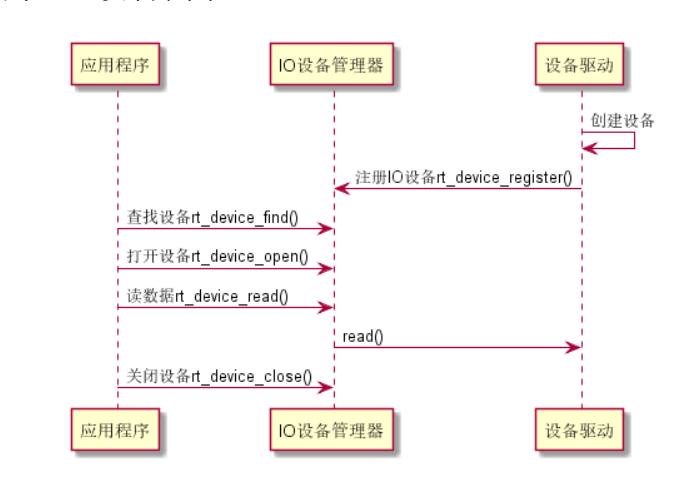 应用程序
IO设备管理器
设备驱动
创建设备
注册IO设备rt_device_register()
查找设备rt_device_find()
打开设备rt_device_open()
读数据rt_device_read()
read()
关闭设备rt_device_close()
应用程序
IO设备管理器
设备驱动